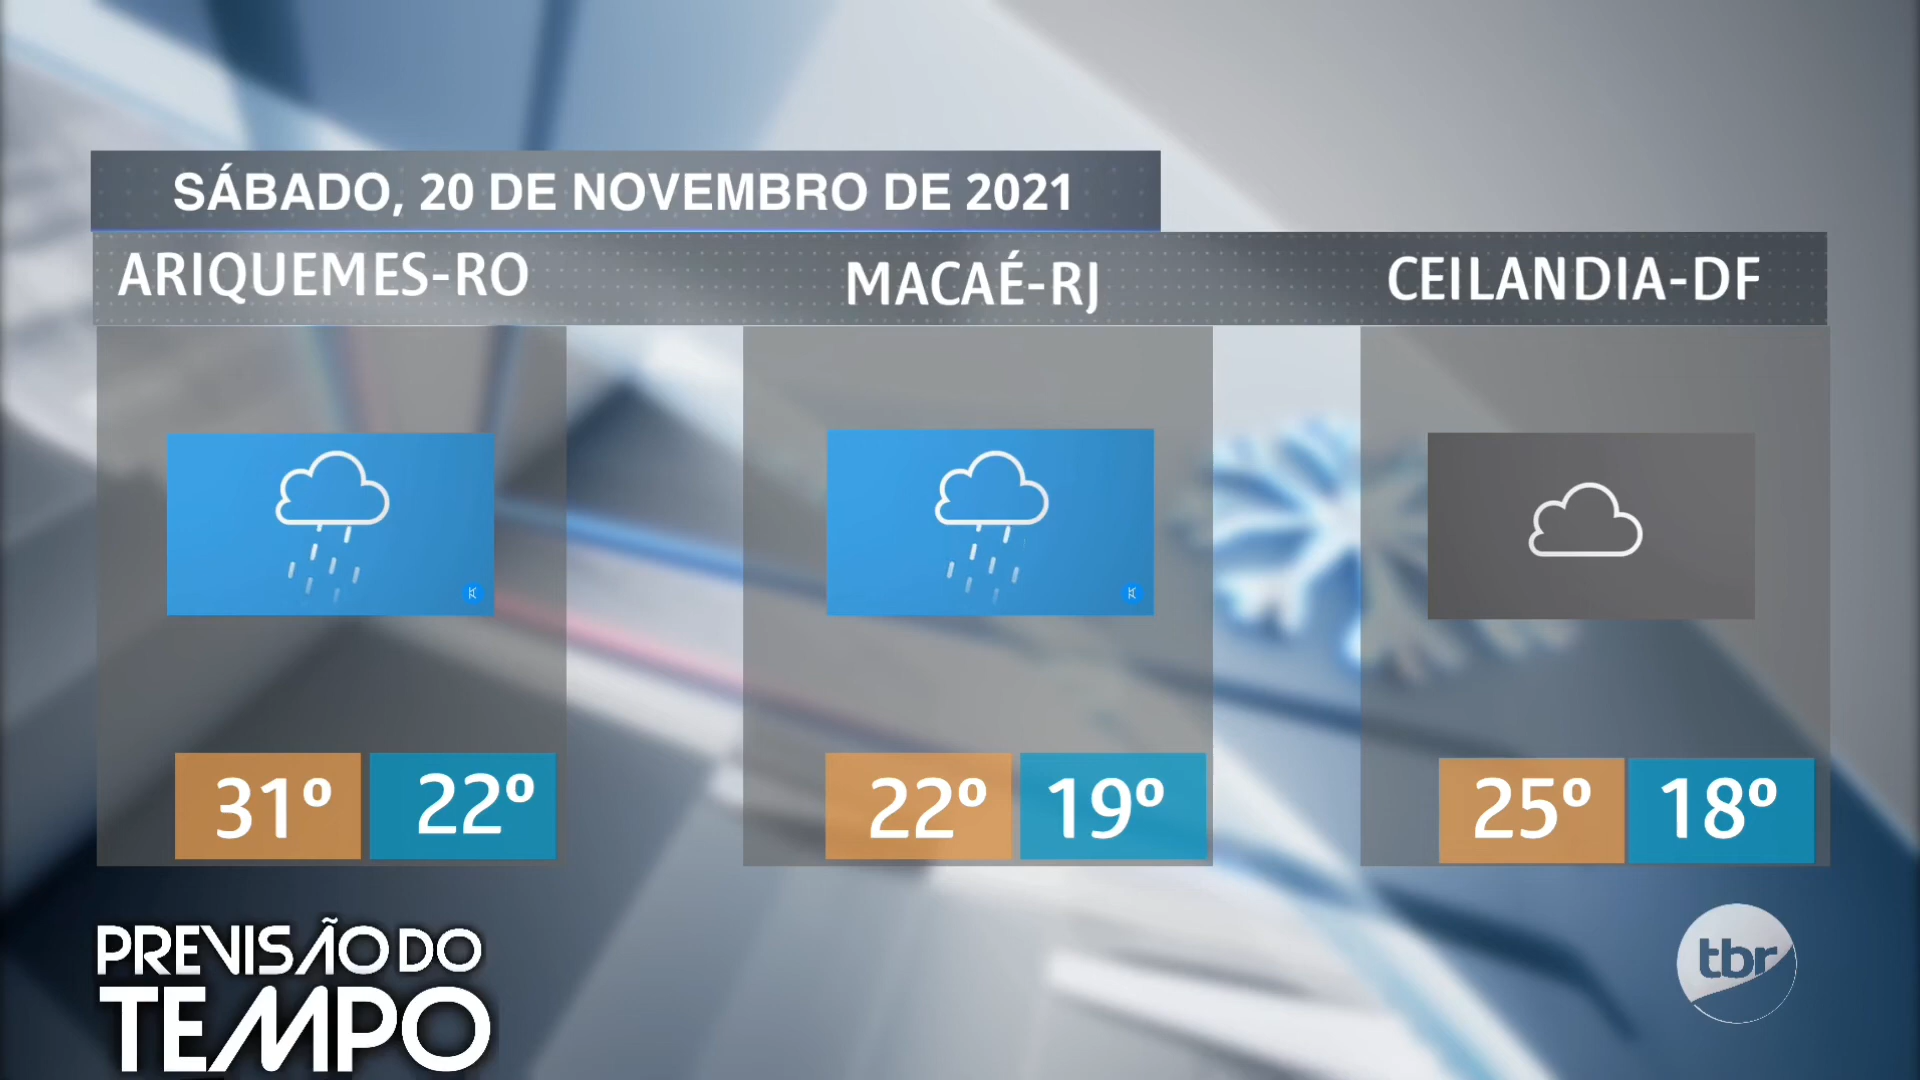 SÁBADO, 20 DE NOVEMBRO DE 2021
ARIQUEMES-RO
MACAÉ-RJ
CEILANDIA-DF
31º 22º
22º 19º
25º 18º
PREVISÃO DO
TEMPO
tbr